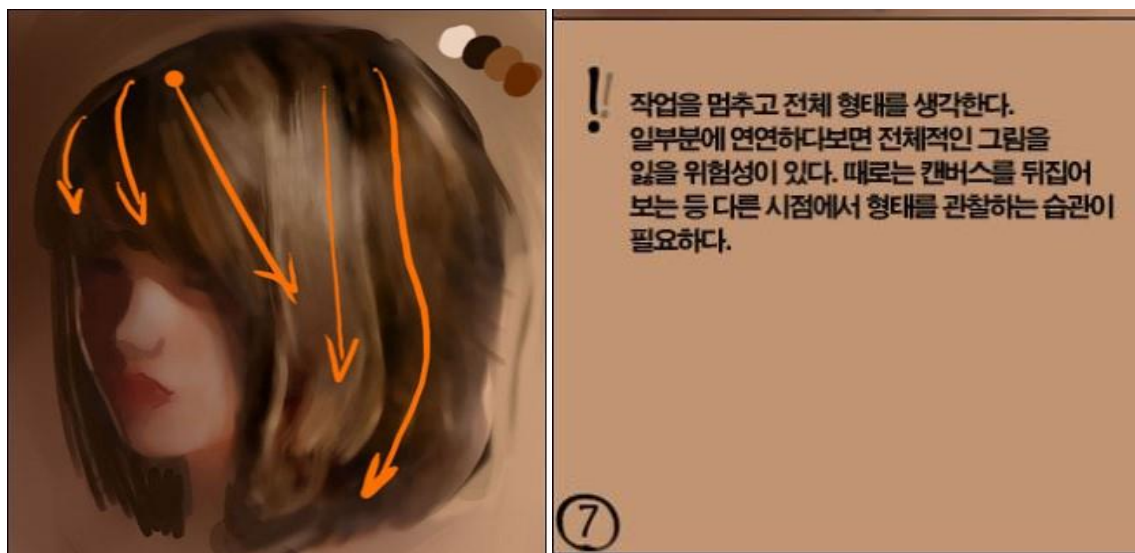 작업을 멈추고 전체 형태를 생각한다.
일부분에 연연하다보면 전체적인 그림을
잃을 위험성이 있다. 때로는 캔버스를 뒤집어
보는 등 다른 시점에서 형태를 관찰하는 습관이
필요하다.
7